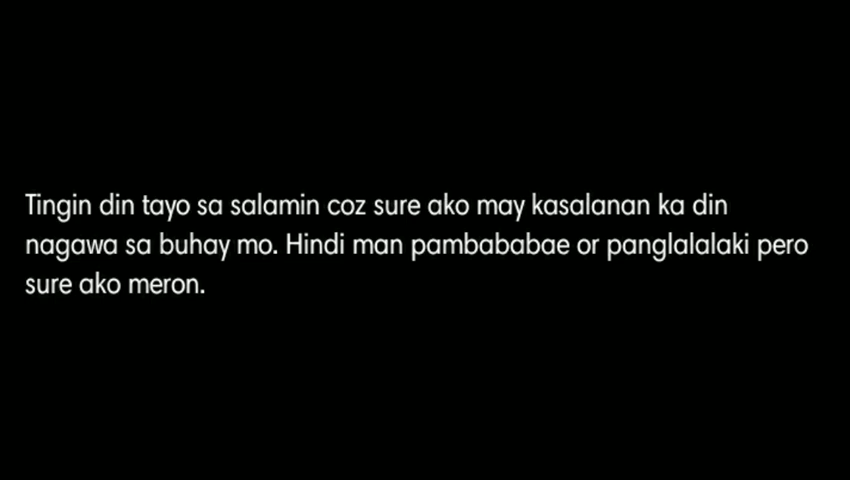 Tingin din tayo sa salamin coz sure ako may kasalanan ka din
nagawa sa buhay mo. Hindi man pambababae or panglalalaki pero
sure ako meron.